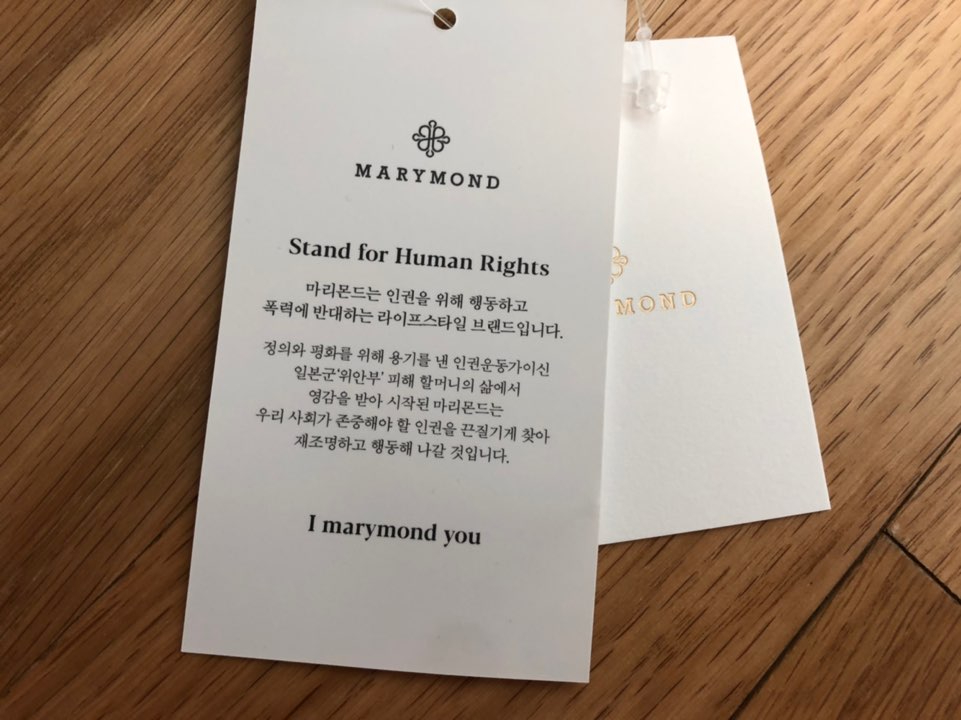 MARYMOND
Stand for Human Rights
마리몬드는 인권을 위해 행동하고
폭력에 반대하는 라이프스타일 브랜드입니다.
정의와 평화를 위해 용기를 낸 인권운동가이신
일본군‘위안부’ 피해 할머니의 삶에서
영감을 받아 시작된 마리몬드는
우리 사회가 존중해야 할 인권을 끈질기게 찾아
재조명하고 행동해 나갈 것입니다.
I marymond you
MOND